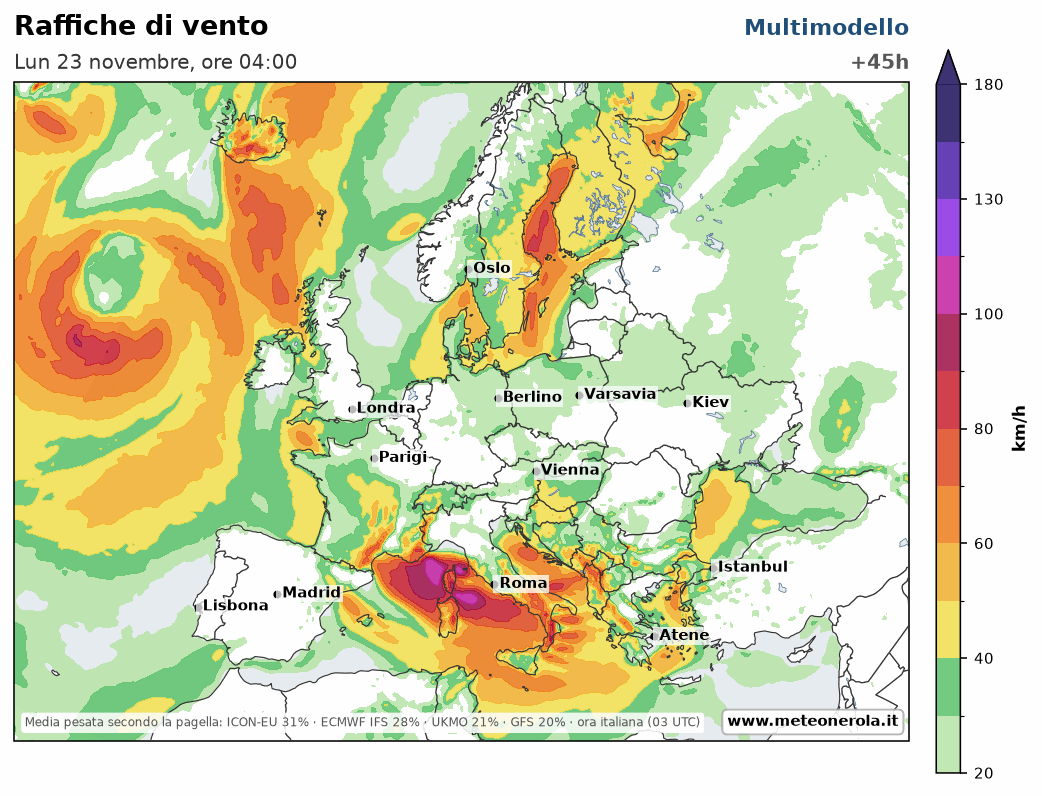 Raffiche di vento
Multimodello
Lun 23 novembre, ore 04:00
+45h
180
130
100
80
60
40
20
km/h
Oslo
Londra
Berlino
Varsavia
Kiev
Parigi
Vienna
Istanbul
Madrid
Roma
Lisbona
Atene
Media pesata secondo la pagella: ICON-EU 31% · ECMWF IFS 28% · UKMO 21% · GFS 20% · ora italiana (03 UTC)
www.meteonerola.it